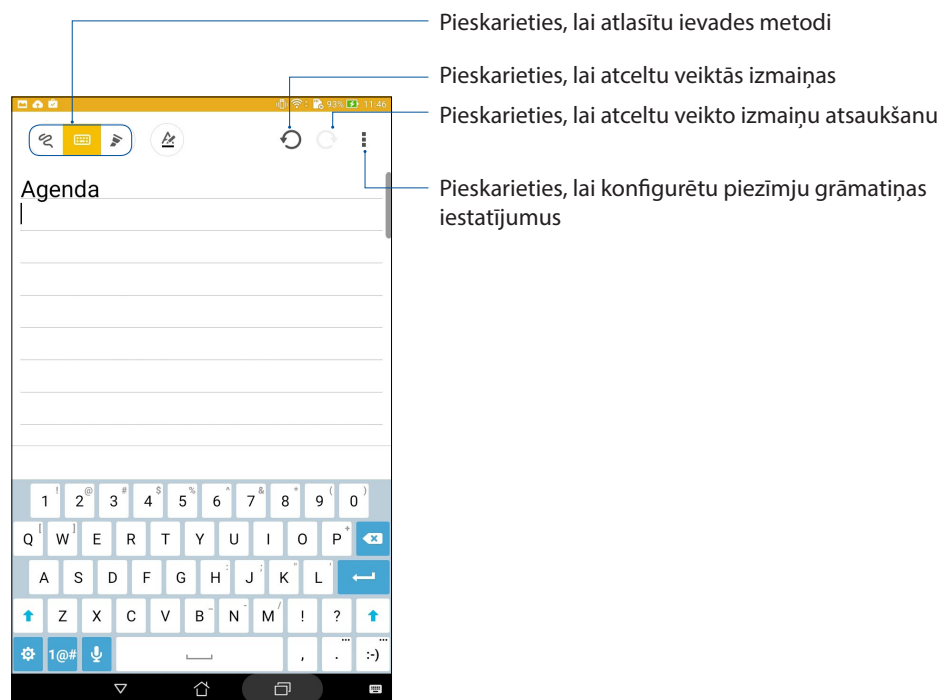 Pieskarieties, lai atlasītu ievades metodi
Pieskarieties, lai atceltu veiktās izmaiņas
Pieskarieties, lai atceltu veikto izmaiņu atsaukšanu
Pieskarieties, lai konfigurētu piezīmju grāmatiņas
iestatījumus
93% 11:46
Agenda
1 ! 2 @ 3 # 4 $ 5 % 6 ^ 7 & 8 * 9 ( 0 )
Q [ W ] E R T Y U I O P +
A S D F G H : J ; K " L '
Z X C V B _ N - M / ! ?
1@# , . ... :-) ...